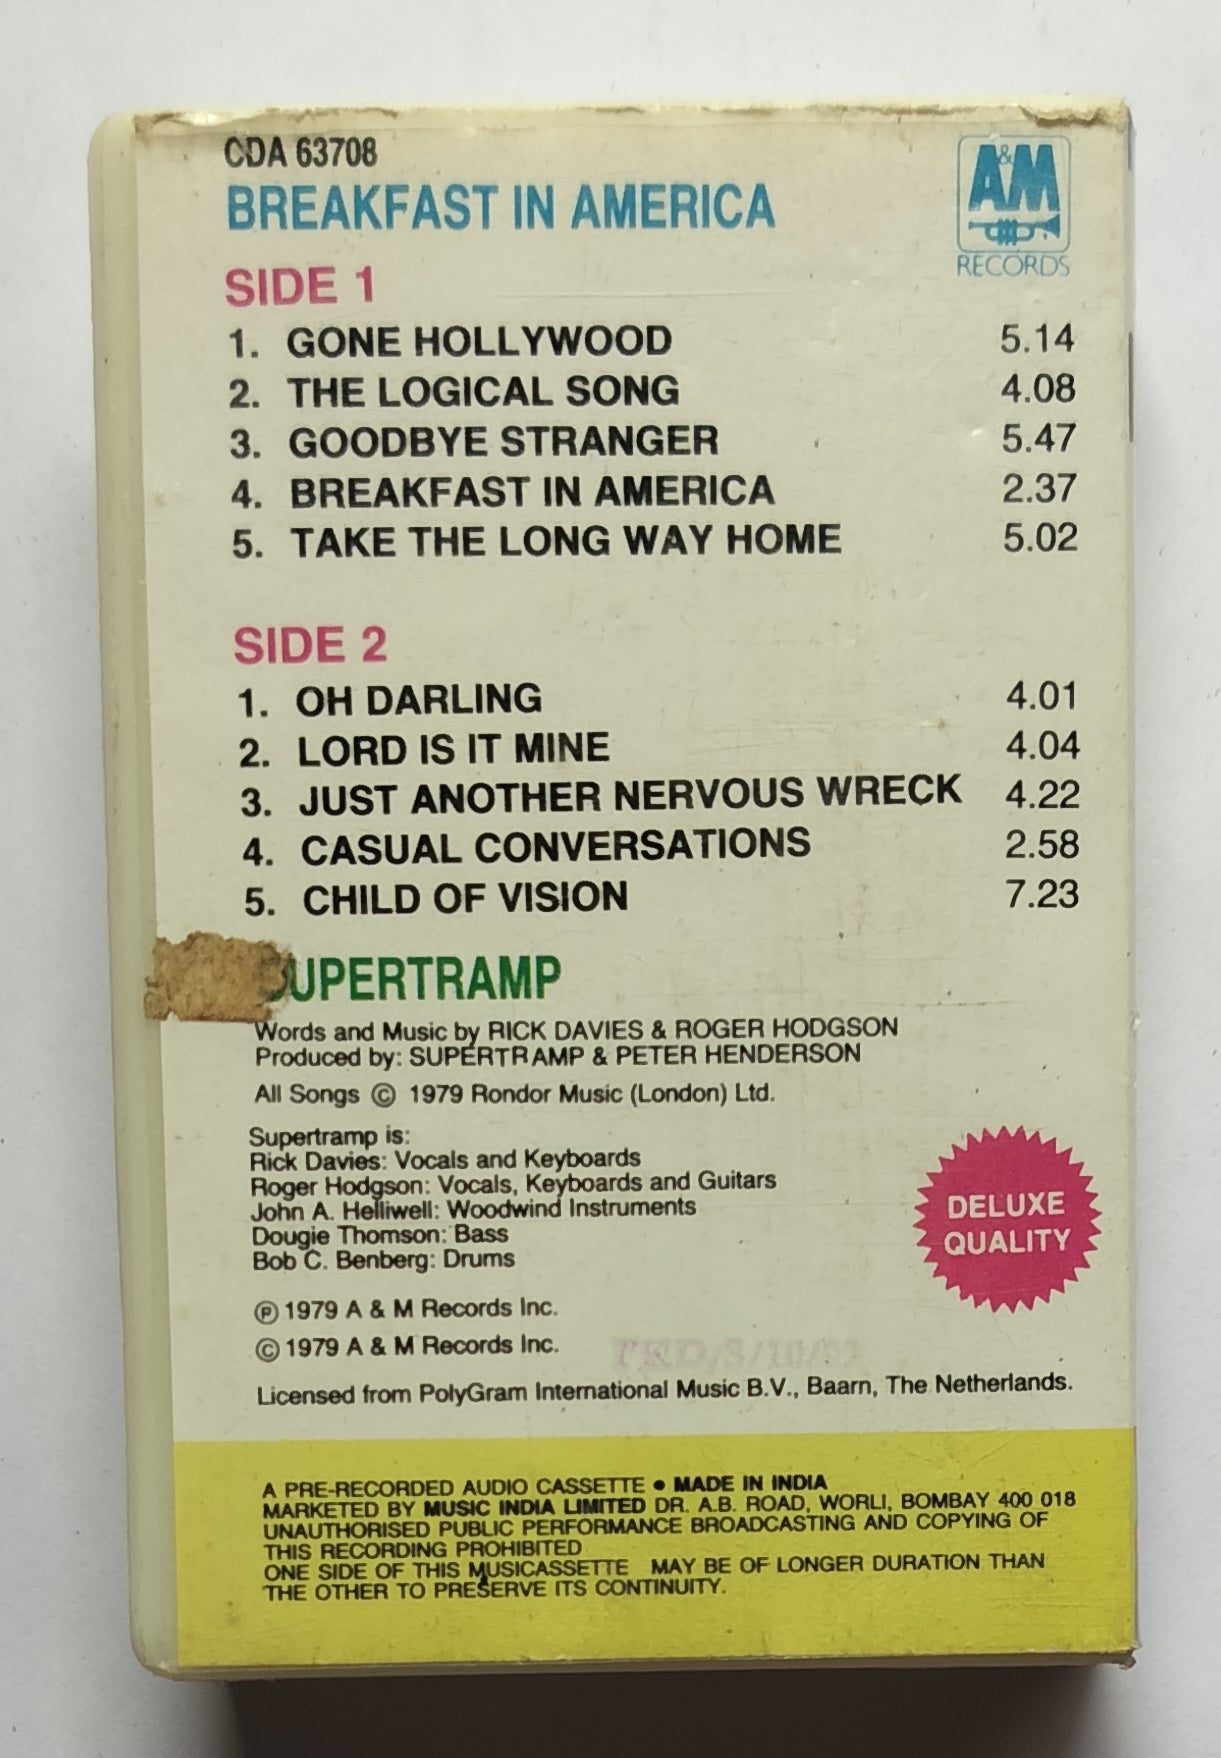 CDA 63708
BREAKFAST IN AMERICA
A&M
RECORDS
SIDE 1
1. GONE HOLLYWOOD 5.14
2. THE LOGICAL SONG 4.08
3. GOODBYE STRANGER 5.47
4. BREAKFAST IN AMERICA 2.37
5. TAKE THE LONG WAY HOME 5.02
SIDE 2
1. OH DARLING 4.01
2. LORD IS IT MINE 4.04
3. JUST ANOTHER NERVOUS WRECK 4.22
4. CASUAL CONVERSATIONS 2.58
5. CHILD OF VISION 7.23
SUPERTRAMP
Words and Music by RICK DAVIES & ROGER HODGSON
Produced by: SUPERTRAMP & PETER HENDERSON
All Songs © 1979 Rondor Music (London) Ltd.
Supertramp is:
Rick Davies: Vocals and Keyboards
Roger Hodgson: Vocals, Keyboards and Guitars
John A. Helliwell: Woodwind Instruments
Dougie Thomson: Bass
Bob C. Benberg: Drums
DELUXE
QUALITY
℗ 1979 A & M Records Inc.
© 1979 A & M Records Inc.
Licensed from PolyGram International Music B.V., Baarn, The Netherlands.
A PRE-RECORDED AUDIO CASSETTE • MADE IN INDIA
MARKETED BY MUSIC INDIA LIMITED DR. A.B. ROAD, WORLI, BOMBAY 400 018
UNAUTHORISED PUBLIC PERFORMANCE BROADCASTING AND COPYING OF
THIS RECORDING PROHIBITED
ONE SIDE OF THIS MUSICASSETTE MAY BE OF LONGER DURATION THAN
THE OTHER TO PRESERVE ITS CONTINUITY.